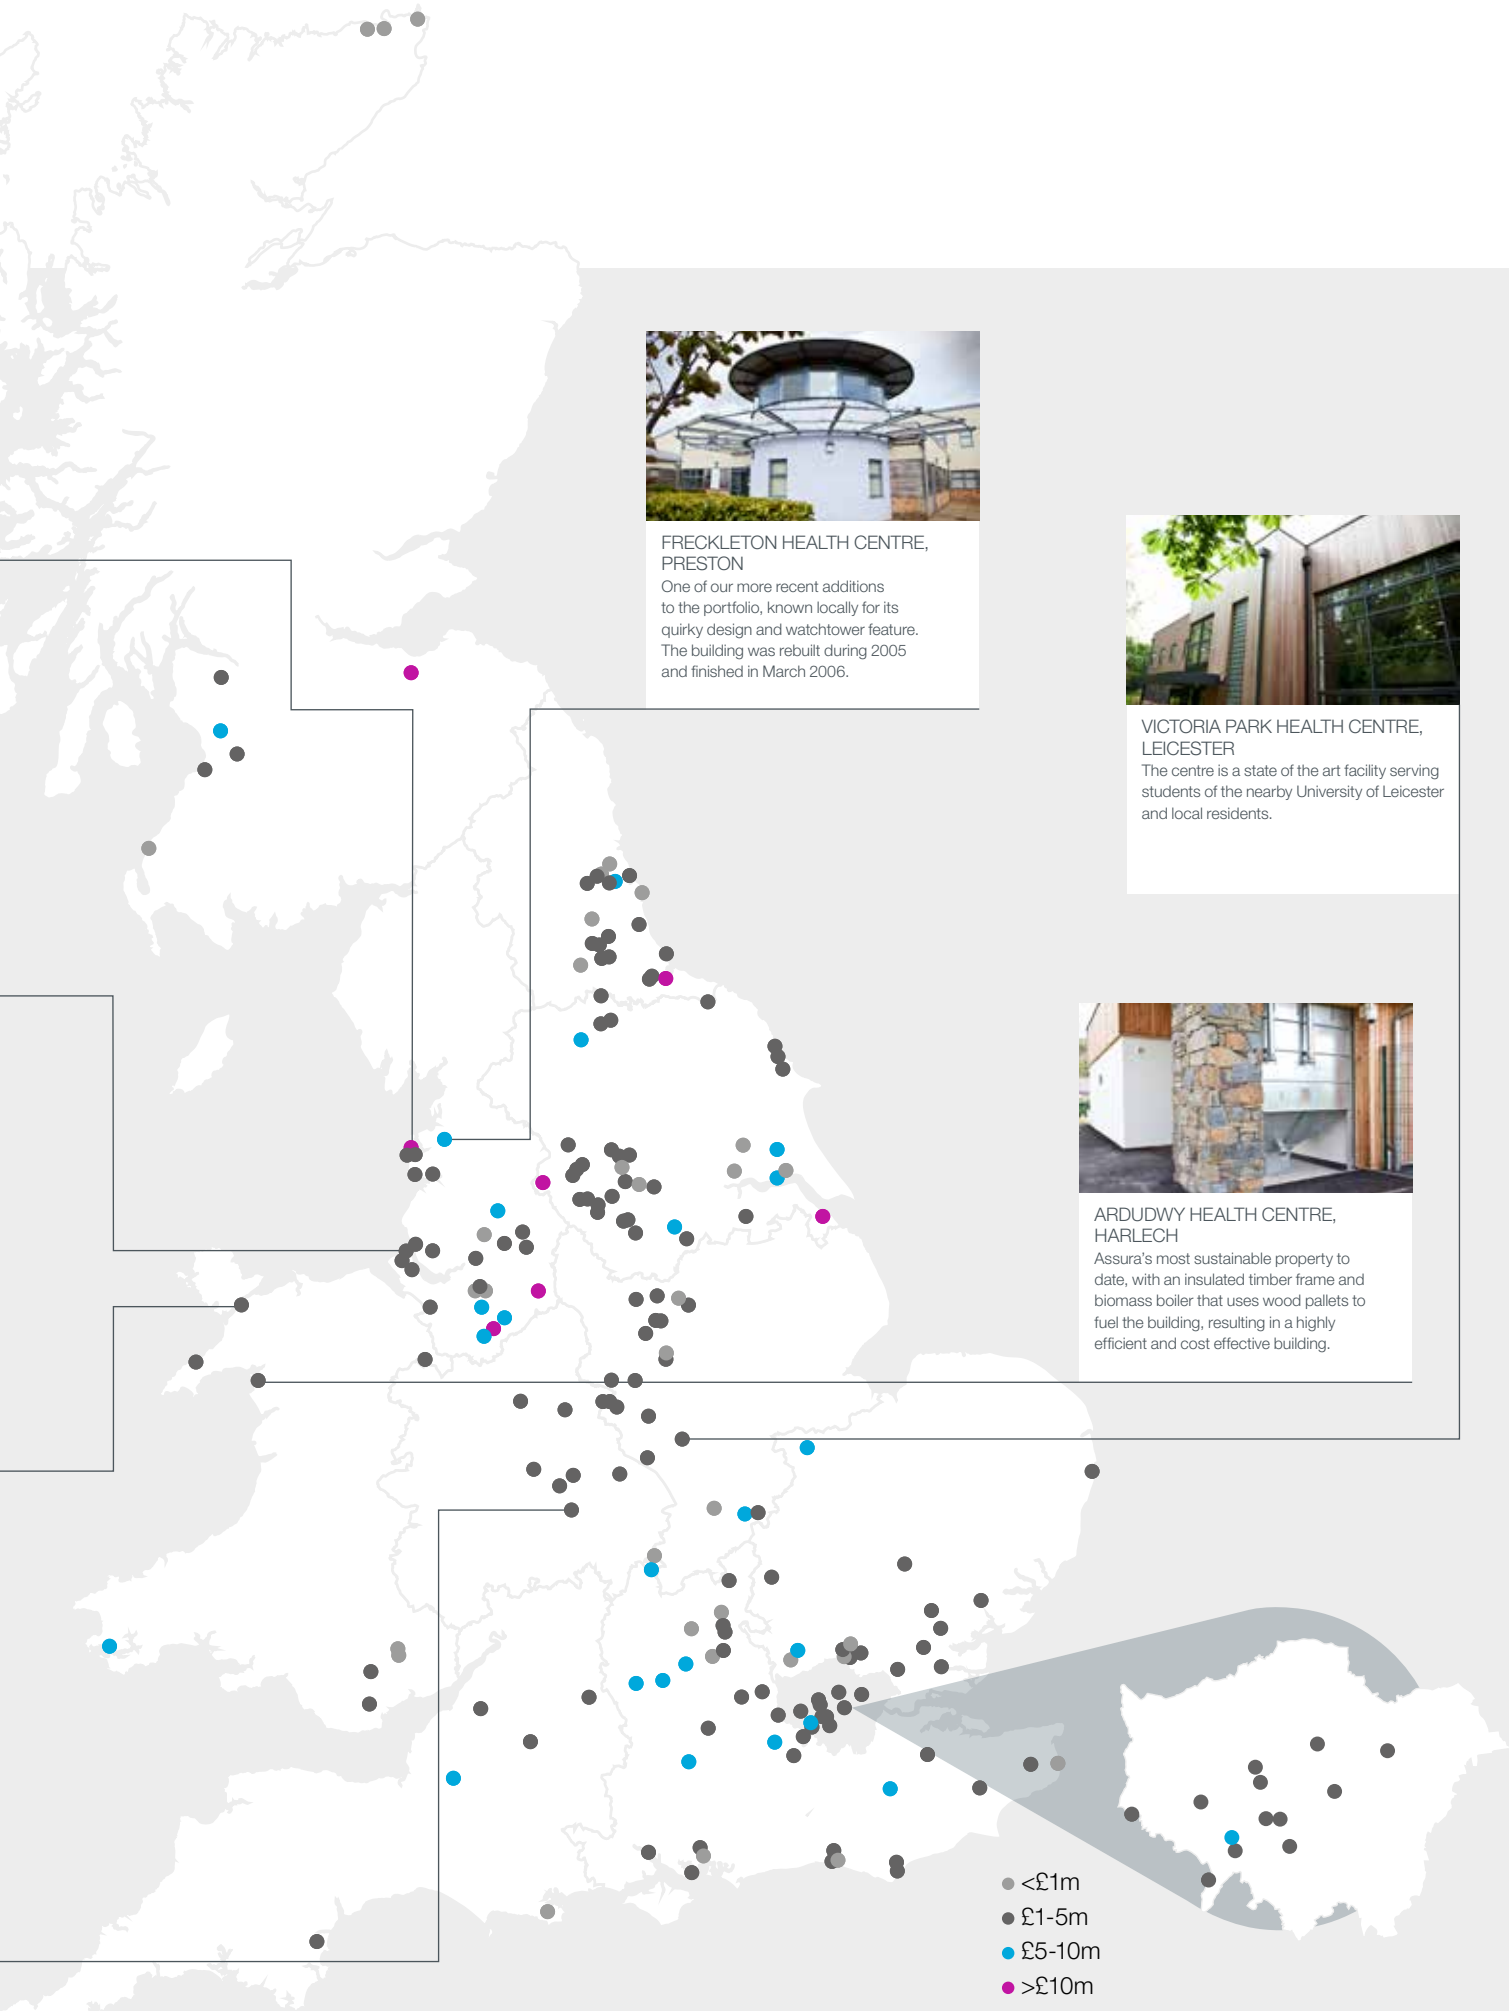 FRECKLETON HEALTH CENTRE,
PRESTON
One of our more recent additions
to the portfolio, known locally for its
quirky design and watchtower feature.
The building was rebuilt during 2005
and finished in March 2006.
VICTORIA PARK HEALTH CENTRE,
LEICESTER
The centre is a state of the art facility serving
students of the nearby University of Leicester
and local residents.
ARDUDWY HEALTH CENTRE,
HARLECH
Assura's most sustainable property to
date, with an insulated timber frame and
biomass boiler that uses wood pallets to
fuel the building, resulting in a highly
efficient and cost effective building.
<£1m
£1-5m
£5-10m
>£10m